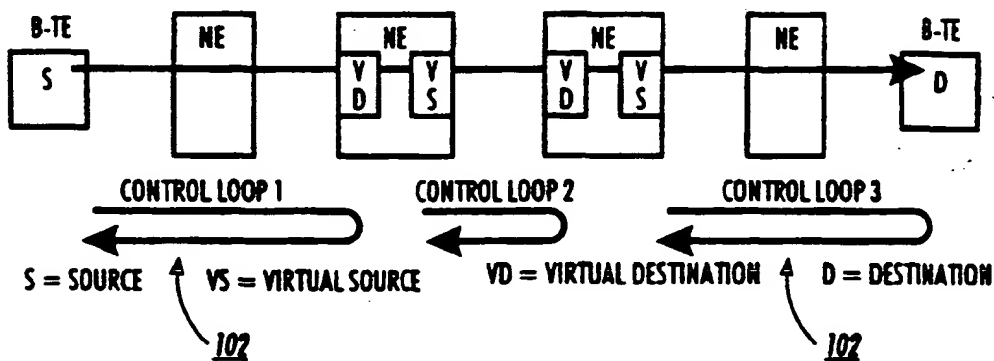 B-TE NE NE NE NE B-TE
S V D V S V D V S D
CONTROL LOOP 1 CONTROL LOOP 2 CONTROL LOOP 3
S = SOURCE VS = VIRTUAL SOURCE VD = VIRTUAL DESTINATION D = DESTINATION
102 102